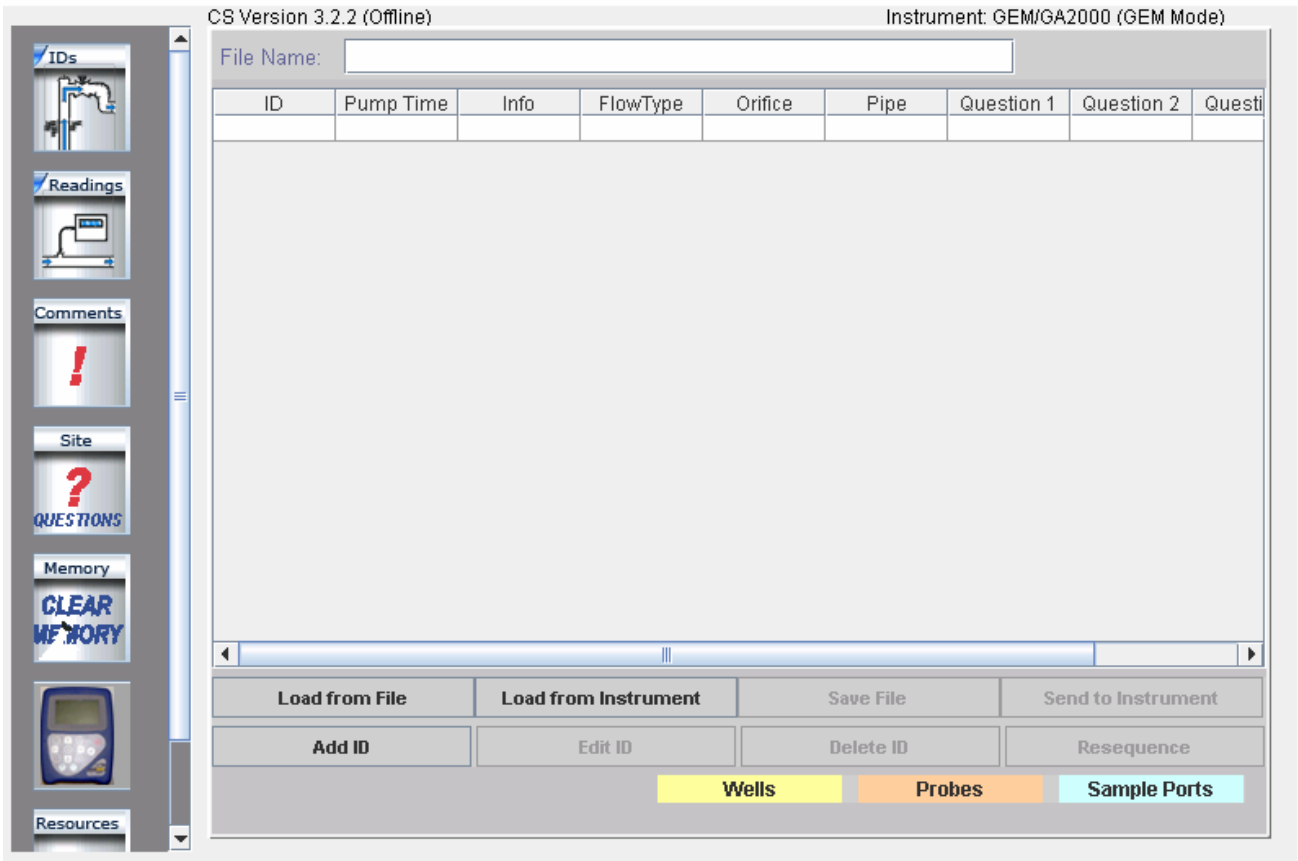 CS Version 3.2.2 (Offline) Instrument: GEM/GA2000 (GEM Mode)
IDs
Readings
Comments
!
Site
?
QUESTIONS
Memory
CLEAR
MEMORY
Resources
File Name:
ID Pump Time Info FlowType Orifice Pipe Question 1 Question 2 Questi
Load from File Load from Instrument Save File Send to Instrument
Add ID Edit ID Delete ID Resequence
Wells Probes Sample Ports